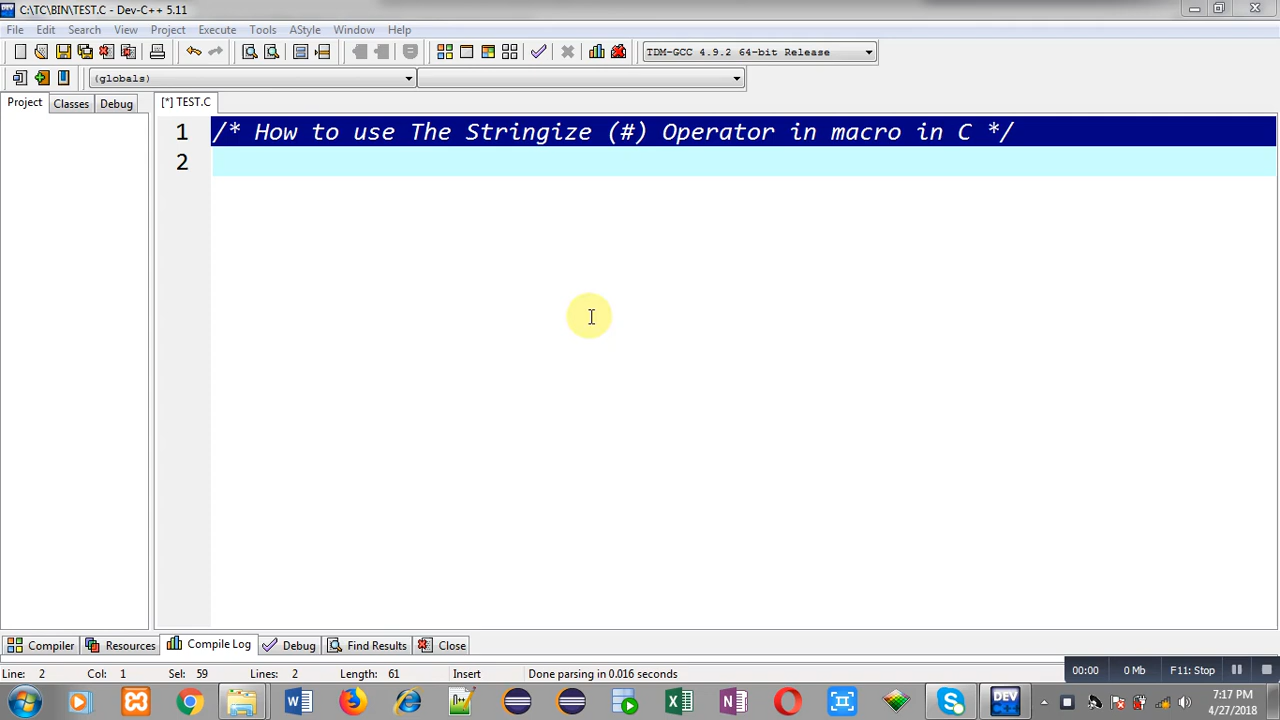 C:\TC\BIN\TEST.C - Dev-C++ 5.11
File Edit Search View Project Execute Tools AStyle Window Help
TDM-GCC 4.9.2 64-bit Release
(globals)
Project Classes Debug [*] TEST.C
1 /* How to use The Stringize (#) Operator in macro in C */
2
Compiler Resources Compile Log Debug Find Results Close
Line: 2 Col: 1 Sel: 59 Lines: 2 Length: 61 Insert Done parsing in 0.016 seconds
00:00 0 Mb F11: Stop
7:17 PM
4/27/2018